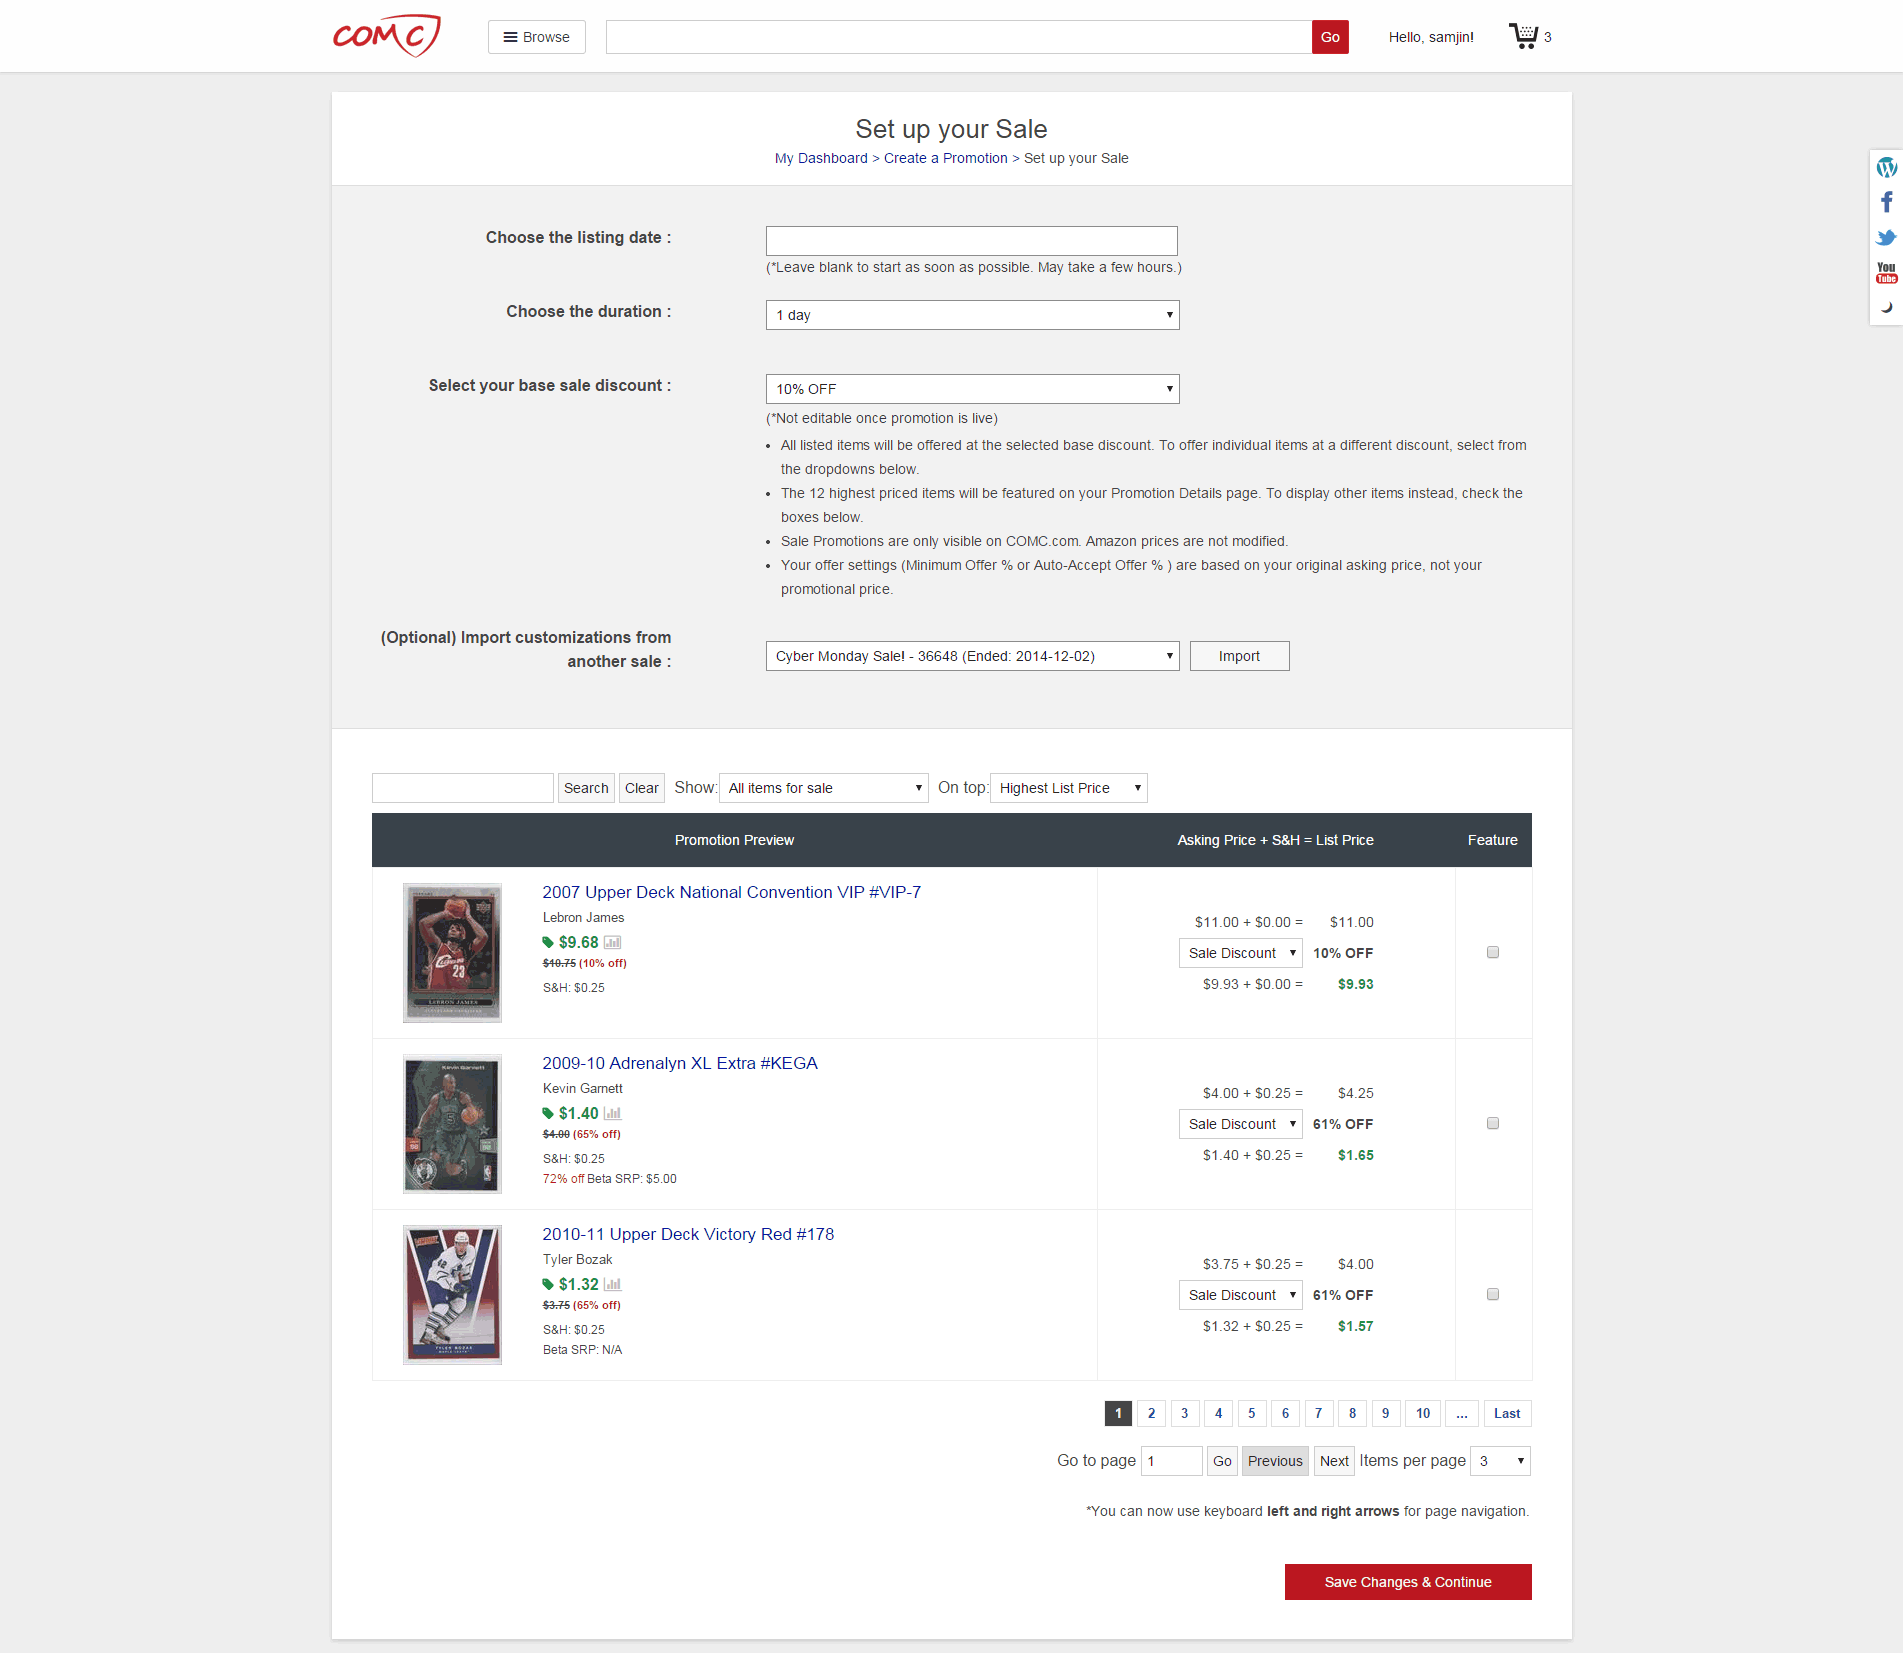 COMC
Browse
Go
Hello, samjin!
3
Set up your Sale
My Dashboard > Create a Promotion > Set up your Sale
You
Tube
Choose the listing date :
(*Leave blank to start as soon as possible. May take a few hours.)
Choose the duration :
1 day
Select your base sale discount :
10% OFF
(*Not editable once promotion is live)
• All listed items will be offered at the selected base discount. To offer individual items at a different discount, select from
the dropdowns below.
• The 12 highest priced items will be featured on your Promotion Details page. To display other items instead, check the
boxes below.
• Sale Promotions are only visible on COMC.com. Amazon prices are not modified.
• Your offer settings (Minimum Offer % or Auto-Accept Offer % ) are based on your original asking price, not your
promotional price.
(Optional) Import customizations from
another sale :
Cyber Monday Sale! - 36648 (Ended: 2014-12-02)
Import
Search Clear Show: All items for sale On top: Highest List Price
Promotion Preview Asking Price + S&H = List Price Feature
2007 Upper Deck National Convention VIP #VIP-7
Lebron James
$9.68
$10.75 (10% off)
S&H: $0.25
23
LEBRON JAMES
$11.00 + $0.00 = $11.00
Sale Discount 10% OFF
$9.93 + $0.00 = $9.93
2009-10 Adrenalyn XL Extra #KEGA
Kevin Garnett
$1.40
$4.00 (65% off)
S&H: $0.25
72% off Beta SRP: $5.00
Kevin Garnett
5
$4.00 + $0.25 = $4.25
Sale Discount 61% OFF
$1.40 + $0.25 = $1.65
2010-11 Upper Deck Victory Red #178
Tyler Bozak
$1.32
$3.75 (65% off)
S&H: $0.25
Beta SRP: N/A
TYLER BOZAK
$3.75 + $0.25 = $4.00
Sale Discount 61% OFF
$1.32 + $0.25 = $1.57
1 2 3 4 5 6 7 8 9 10 ... Last
Go to page 1 Go Previous Next Items per page 3
*You can now use keyboard left and right arrows for page navigation.
Save Changes & Continue